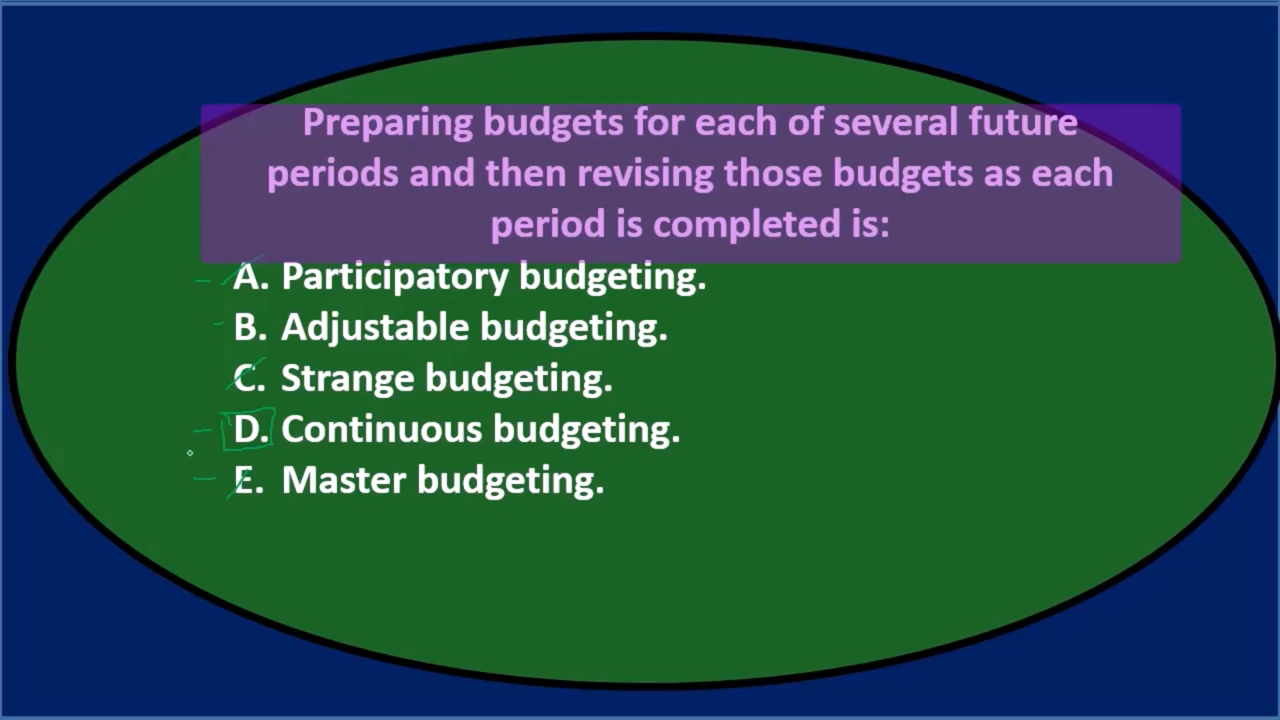 Preparing budgets for each of several future
periods and then revising those budgets as each
period is completed is:
A. Participatory budgeting.
B. Adjustable budgeting.
C. Strange budgeting.
D. Continuous budgeting.
E. Master budgeting.